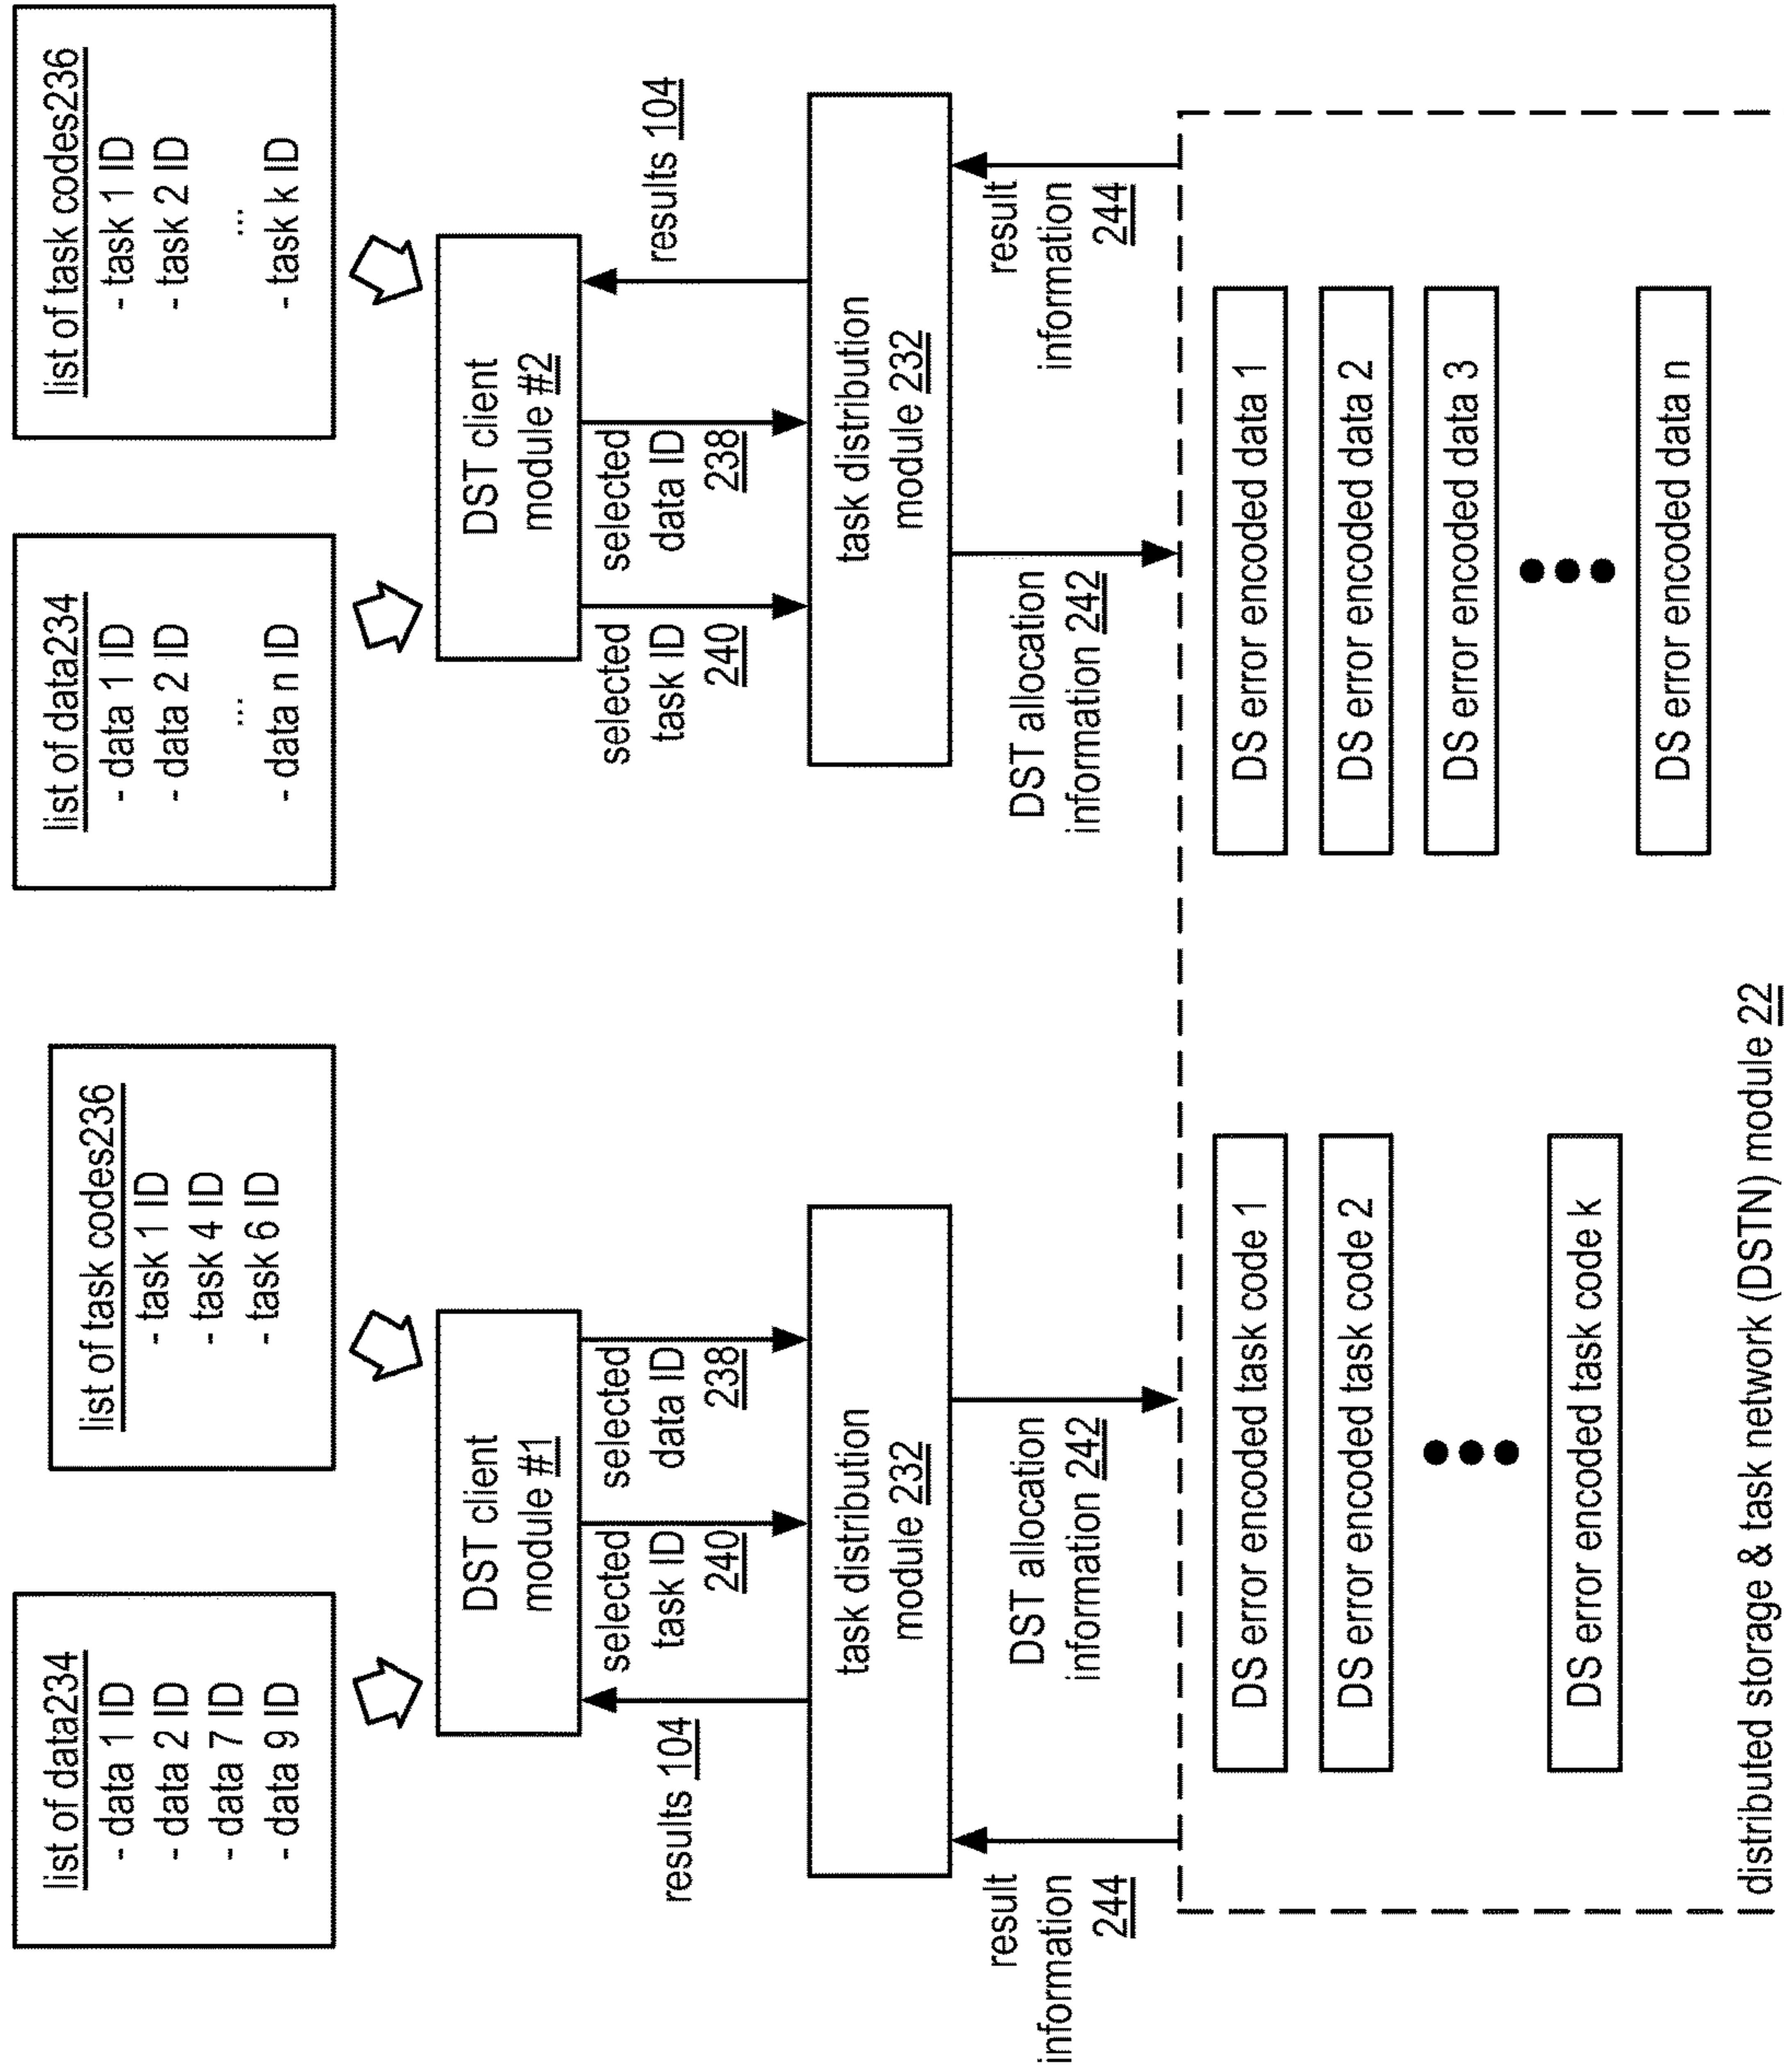 list of data234
- data 1 ID
- data 2 ID
- data 7 ID
- data 9 ID
list of task codes236
- task 1 ID
- task 4 ID
- task 6 ID
list of data234
- data 1 ID
- data 2 ID
...
- data n ID
list of task codes236
- task 1 ID
- task 2 ID
...
- task k ID
DST client
module #1
DST client
module #2
results 104
selected
task ID
240
selected
data ID
238
selected
task ID
240
selected
data ID
238
results 104
task distribution
module 232
task distribution
module 232
result
information
244
DST allocation
information 242
DST allocation
information 242
result
information
244
DS error encoded task code 1
DS error encoded task code 2
DS error encoded task code k
DS error encoded data 1
DS error encoded data 2
DS error encoded data 3
DS error encoded data n
distributed storage & task network (DSTN) module 22